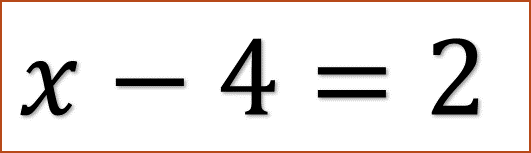 x − 4 = 2